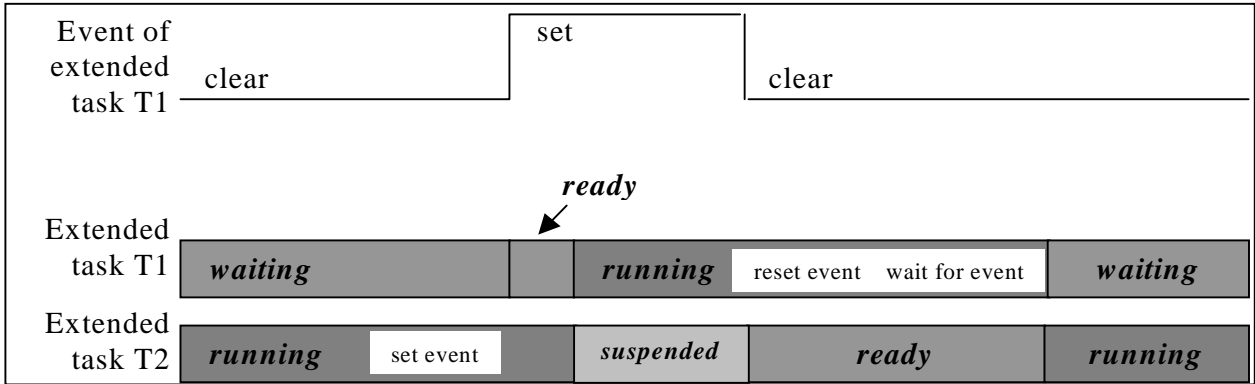 Event of
extended
task T1
clear
set
clear
ready
Extended
task T1
waiting
running
reset event wait for event
waiting
Extended
task T2
running
set event
suspended
ready
running